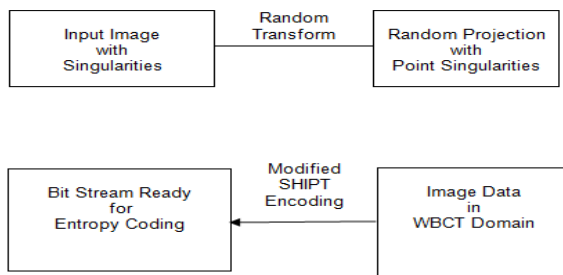 Input Image
with
Singularities
Random
Transform
Random Projection
with
Point Singularities
Bit Stream Ready
for
Entropy Coding
Modified
SHIPT
Encoding
Image Data
in
WBCT Domain